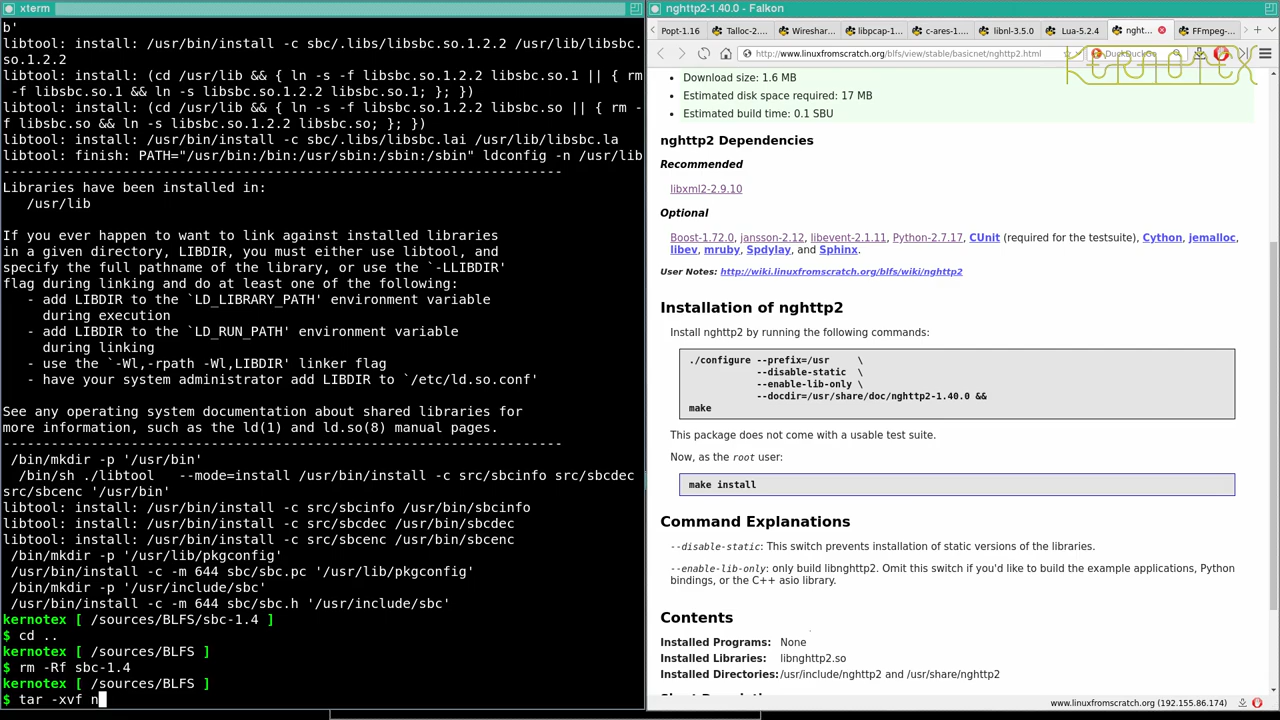 xterm
b'
libtool: install: /usr/bin/install -c sbc/.libs/libsbc.so.1.2.2 /usr/lib/libsbc.
so.1.2.2
libtool: install: (cd /usr/lib && { ln -s -f libsbc.so.1.2.2 libsbc.so.1 || { rm
 -f libsbc.so.1 && ln -s libsbc.so.1.2.2 libsbc.so.1; }; })
libtool: install: (cd /usr/lib && { ln -s -f libsbc.so.1.2.2 libsbc.so || { rm -
f libsbc.so && ln -s libsbc.so.1.2.2 libsbc.so; }; })
libtool: install: /usr/bin/install -c sbc/.libs/libsbc.lai /usr/lib/libsbc.la
libtool: finish: PATH="/usr/bin:/bin:/usr/sbin:/sbin:/sbin" ldconfig -n /usr/lib
----------------------------------------------------------------------
Libraries have been installed in:
   /usr/lib
If you ever happen to want to link against installed libraries
in a given directory, LIBDIR, you must either use libtool, and
specify the full pathname of the library, or use the `-LLIBDIR'
flag during linking and do at least one of the following:
   - add LIBDIR to the `LD_LIBRARY_PATH' environment variable
     during execution
   - add LIBDIR to the `LD_RUN_PATH' environment variable
     during linking
   - use the `-Wl,-rpath -Wl,LIBDIR' linker flag
   - have your system administrator add LIBDIR to `/etc/ld.so.conf'
See any operating system documentation about shared libraries for
more information, such as the ld(1) and ld.so(8) manual pages.
----------------------------------------------------------------------
 /bin/mkdir -p '/usr/bin'
 /bin/sh ./libtool   --mode=install /usr/bin/install -c src/sbcinfo src/sbcdec
src/sbcenc '/usr/bin'
libtool: install: /usr/bin/install -c src/sbcinfo /usr/bin/sbcinfo
libtool: install: /usr/bin/install -c src/sbcdec /usr/bin/sbcdec
libtool: install: /usr/bin/install -c src/sbcenc /usr/bin/sbcenc
 /bin/mkdir -p '/usr/lib/pkgconfig'
 /usr/bin/install -c -m 644 sbc/sbc.pc '/usr/lib/pkgconfig'
 /bin/mkdir -p '/usr/include/sbc'
 /usr/bin/install -c -m 644 sbc/sbc.h '/usr/include/sbc'
kernotex [ /sources/BLFS/sbc-1.4 ]
$ cd ..
kernotex [ /sources/BLFS ]
$ rm -Rf sbc-1.4
kernotex [ /sources/BLFS ]
$ tar -xvf n
nghttp2-1.40.0 - Falkon
Popt-1.16 Talloc-2... Wireshar... libpcap-... c-ares-1.... libnl-3.5.0 Lua-5.2.4 nght... FFmpeg-...
http://www.linuxfromscratch.org/blfs/view/stable/basicnet/nghttp2.html DuckDuckGo
KERNOTEX
Download size: 1.6 MB
Estimated disk space required: 17 MB
Estimated build time: 0.1 SBU
nghttp2 Dependencies
Recommended
libxml2-2.9.10
Optional
Boost-1.72.0, jansson-2.12, libevent-2.1.11, Python-2.7.17, CUnit (required for the testsuite), Cython, jemalloc,
libev, mruby, Spdylay, and Sphinx.
User Notes: http://wiki.linuxfromscratch.org/blfs/wiki/nghttp2
Installation of nghttp2
Install nghttp2 by running the following commands:
./configure --prefix=/usr     \
            --disable-static  \
            --enable-lib-only \
            --docdir=/usr/share/doc/nghttp2-1.40.0 &&
make
This package does not come with a usable test suite.
Now, as the root user:
make install
Command Explanations
--disable-static: This switch prevents installation of static versions of the libraries.
--enable-lib-only: only build libnghttp2. Omit this switch if you'd like to build the example applications, Python
bindings, or the C++ asio library.
Contents
Installed Programs: None
Installed Libraries: libnghttp2.so
Installed Directories: /usr/include/nghttp2 and /usr/share/nghttp2
www.linuxfromscratch.org (192.155.86.174)